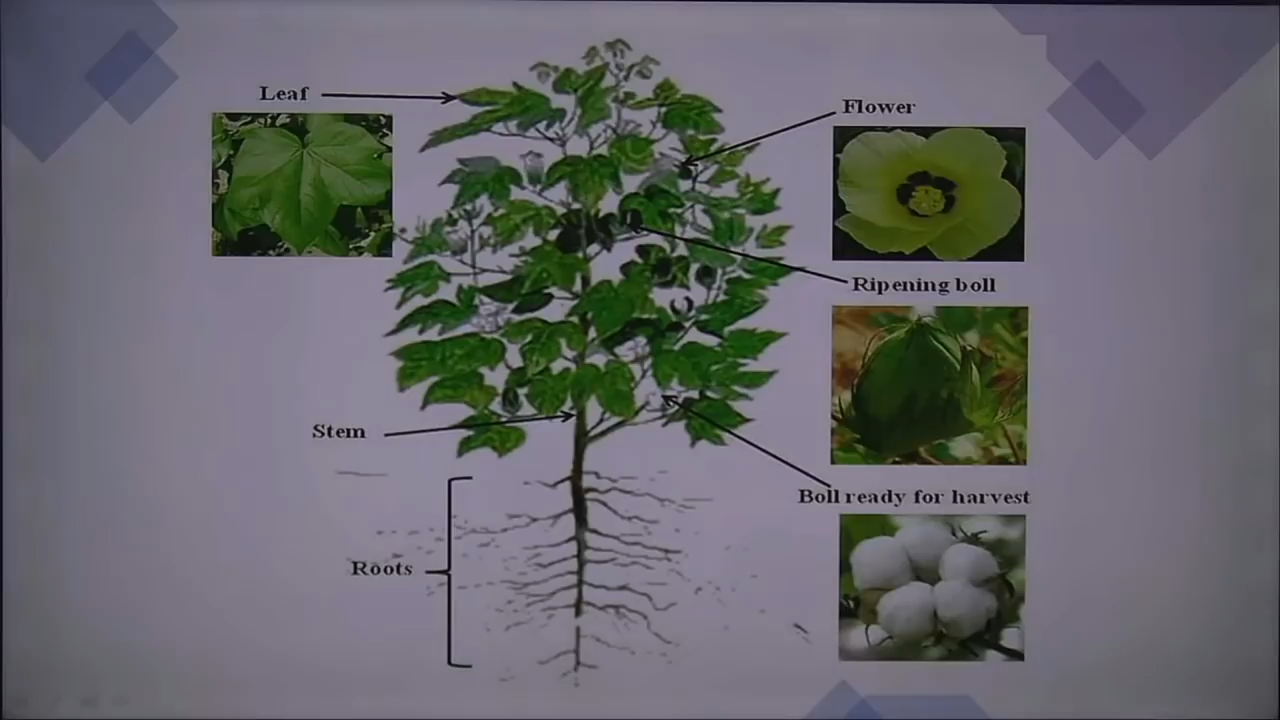 Leaf
Flower
Ripening boll
Stem
Boll ready for harvest
Roots